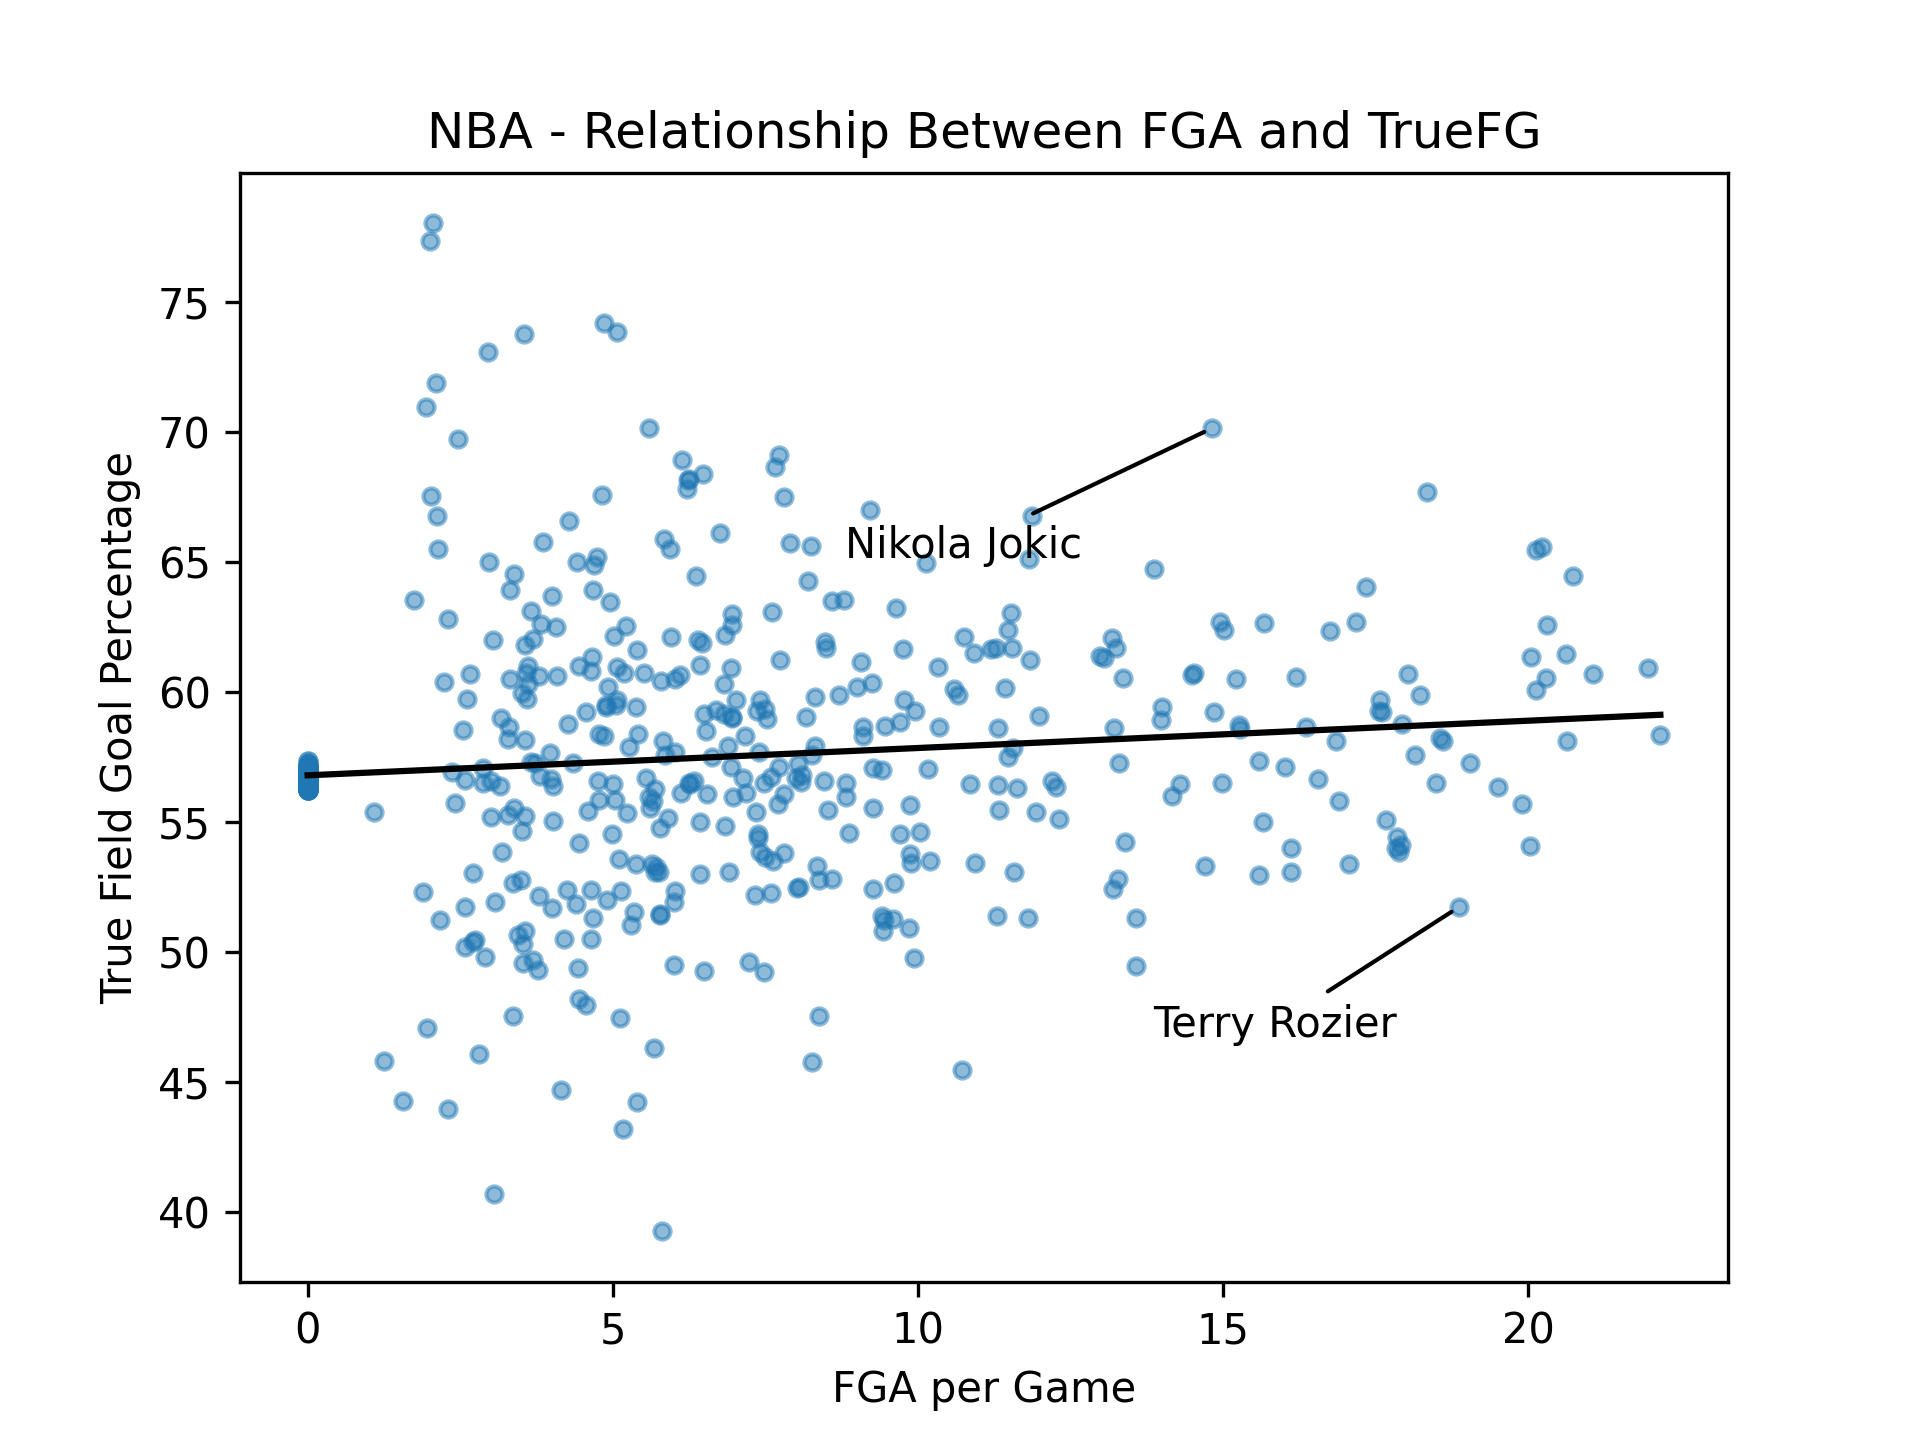 NBA - Relationship Between FGA and TrueFG
True Field Goal Percentage
75
70
65
60
55
50
45
40
Nikola Jokic
Terry Rozier
0 5 10 15 20
FGA per Game